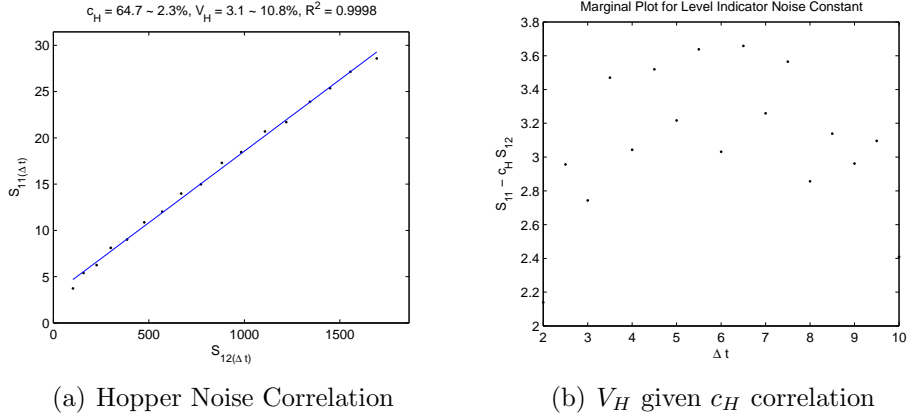 c_H = 64.7 ~ 2.3%, V_H = 3.1 ~ 10.8%, R^2 = 0.9998
30
25
20
15
10
5
0
S_11(Δ t)
0 500 1000 1500
S_12(Δ t)
(a) Hopper Noise Correlation
Marginal Plot for Level Indicator Noise Constant
4
3.8
3.6
3.4
3.2
3
2.8
2.6
2.4
2.2
2
S_11 − c_H S_12
2 3 4 5 6 7 8 9 10
Δ t
(b) V_H given c_H correlation